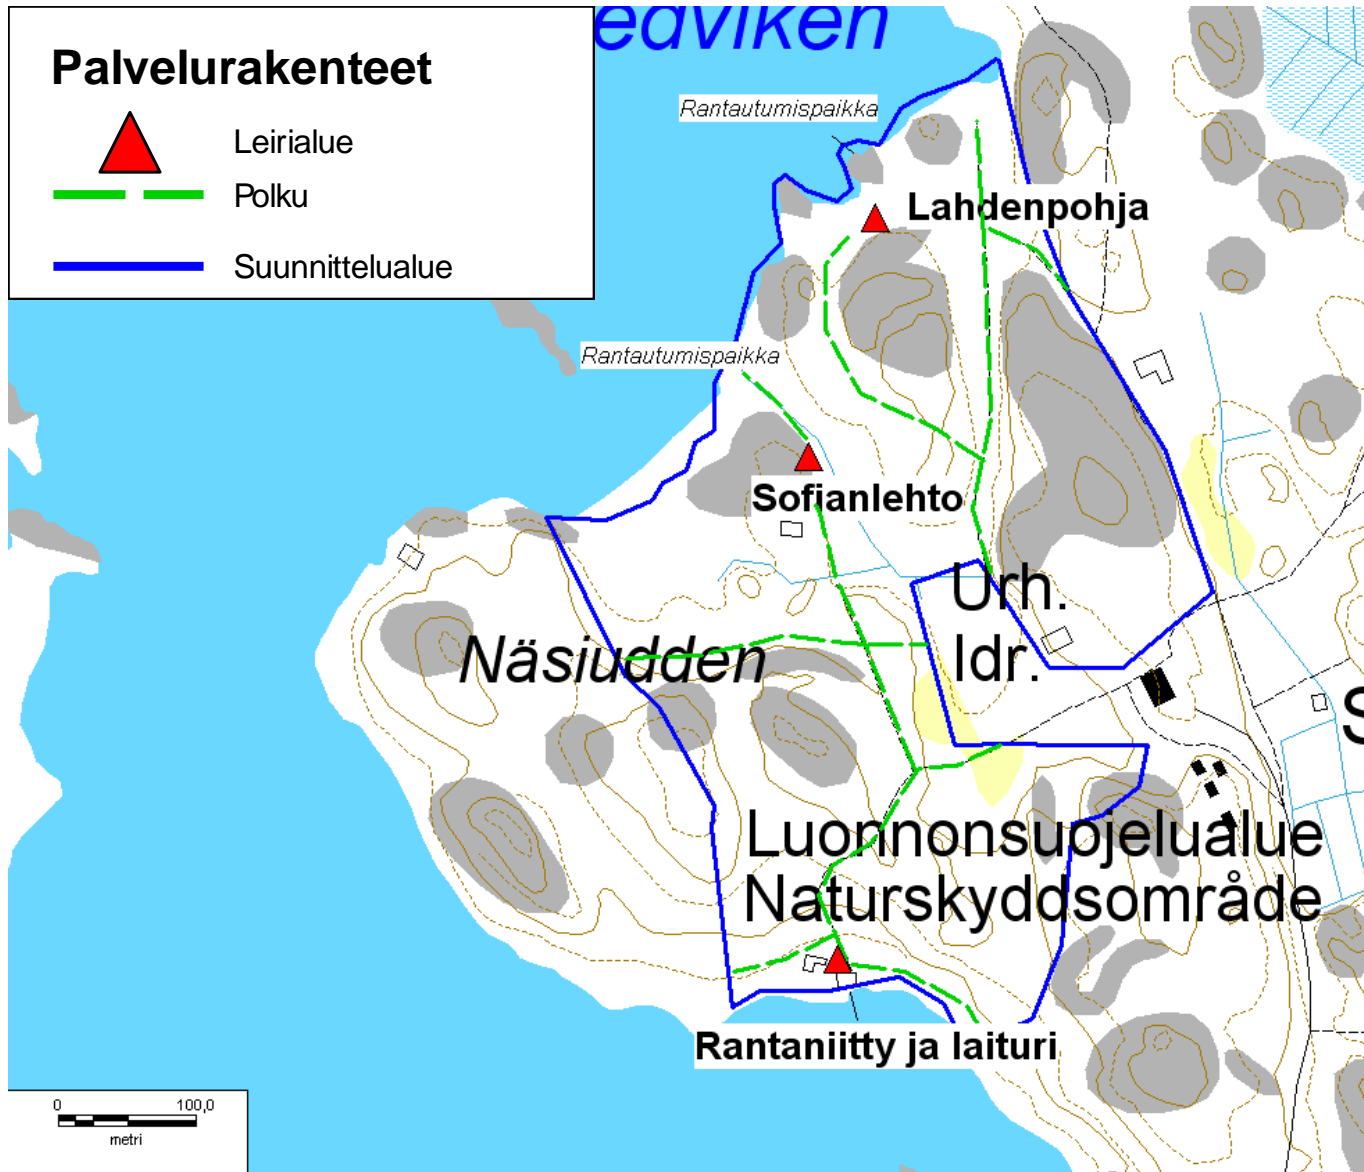 Palvelurakenteet
Leirialue
Polku
Suunnittelualue
edviken
Rantautumispaikka
Lahdenpohja
Rantautumispaikka
Sofianlehto
Urh.
Idr.
Näsiudden
S
Luonnonsuojelualue
Naturskyddsområde
Rantaniitty ja laituri
0 100,0
metri